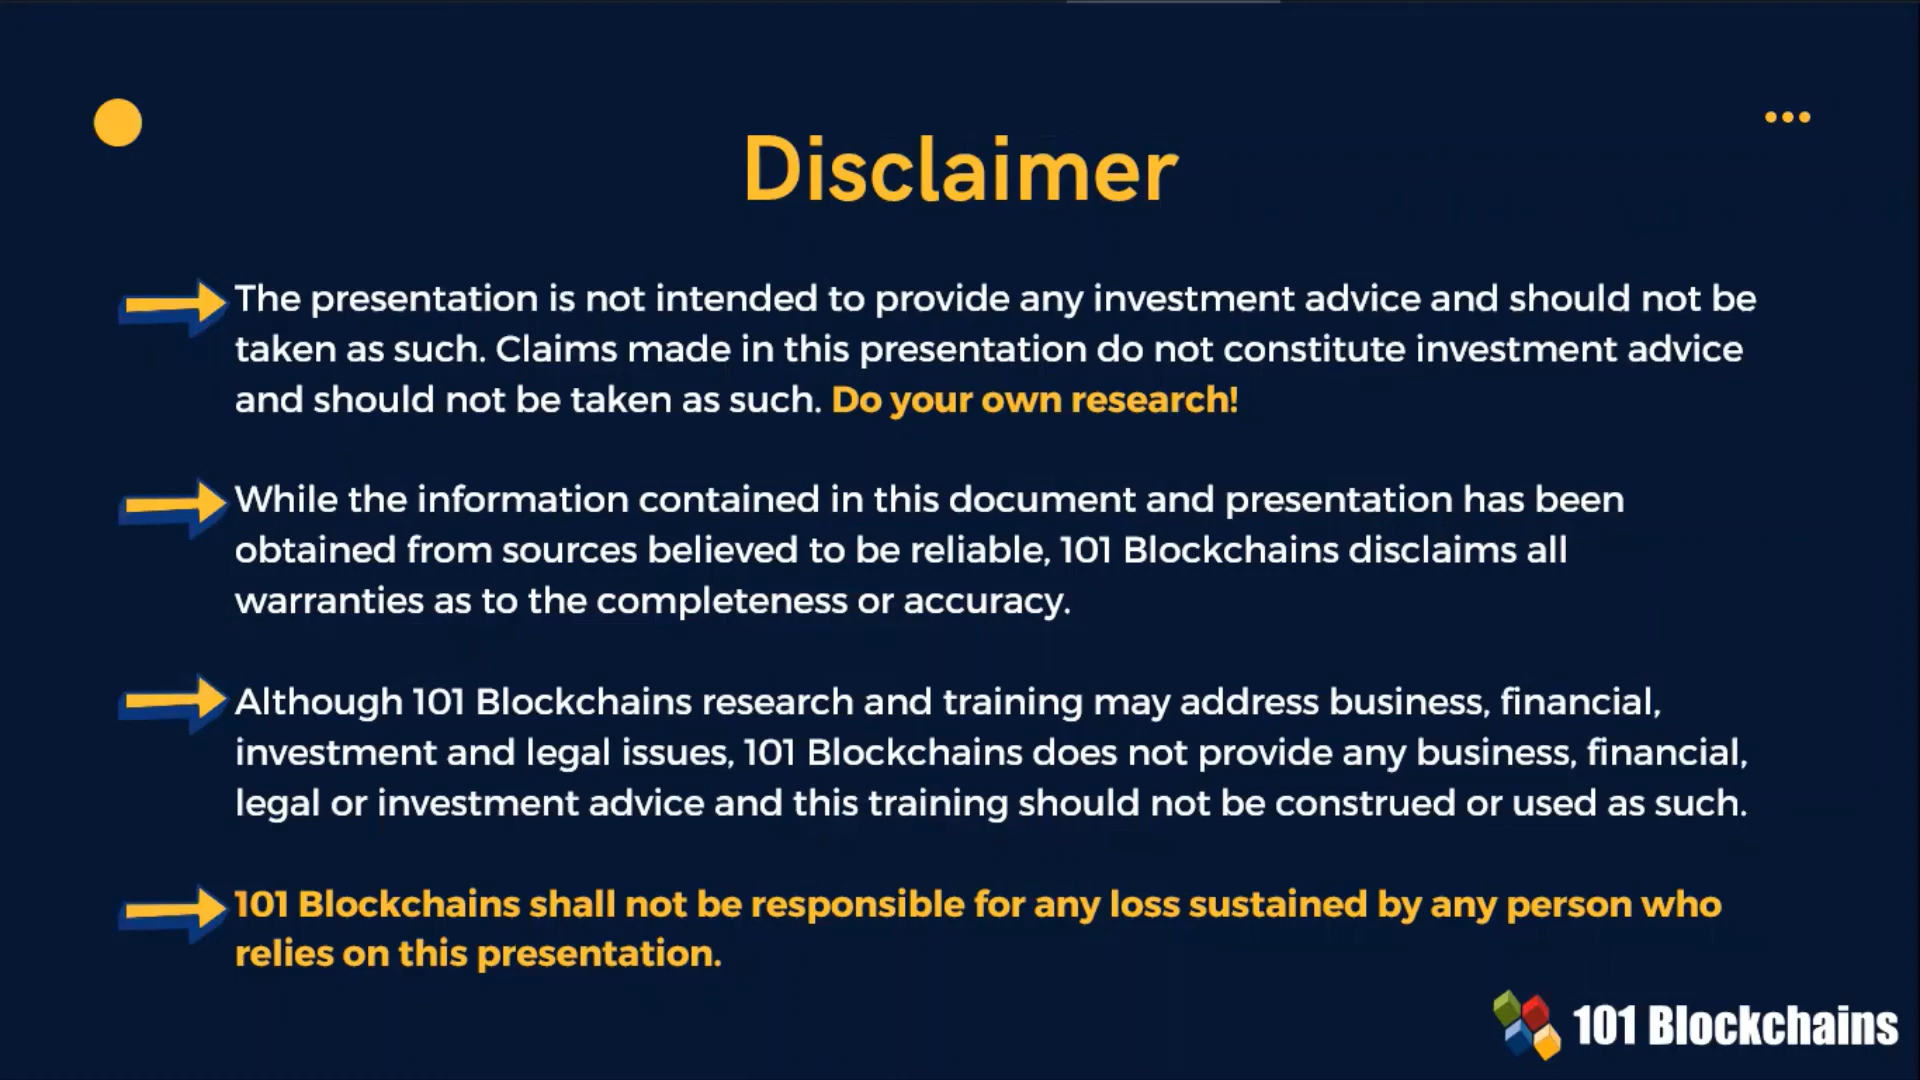 Disclaimer
The presentation is not intended to provide any investment advice and should not be
taken as such. Claims made in this presentation do not constitute investment advice
and should not be taken as such. Do your own research!
While the information contained in this document and presentation has been
obtained from sources believed to be reliable, 101 Blockchains disclaims all
warranties as to the completeness or accuracy.
Although 101 Blockchains research and training may address business, financial,
investment and legal issues, 101 Blockchains does not provide any business, financial,
legal or investment advice and this training should not be construed or used as such.
101 Blockchains shall not be responsible for any loss sustained by any person who
relies on this presentation.
101 Blockchains